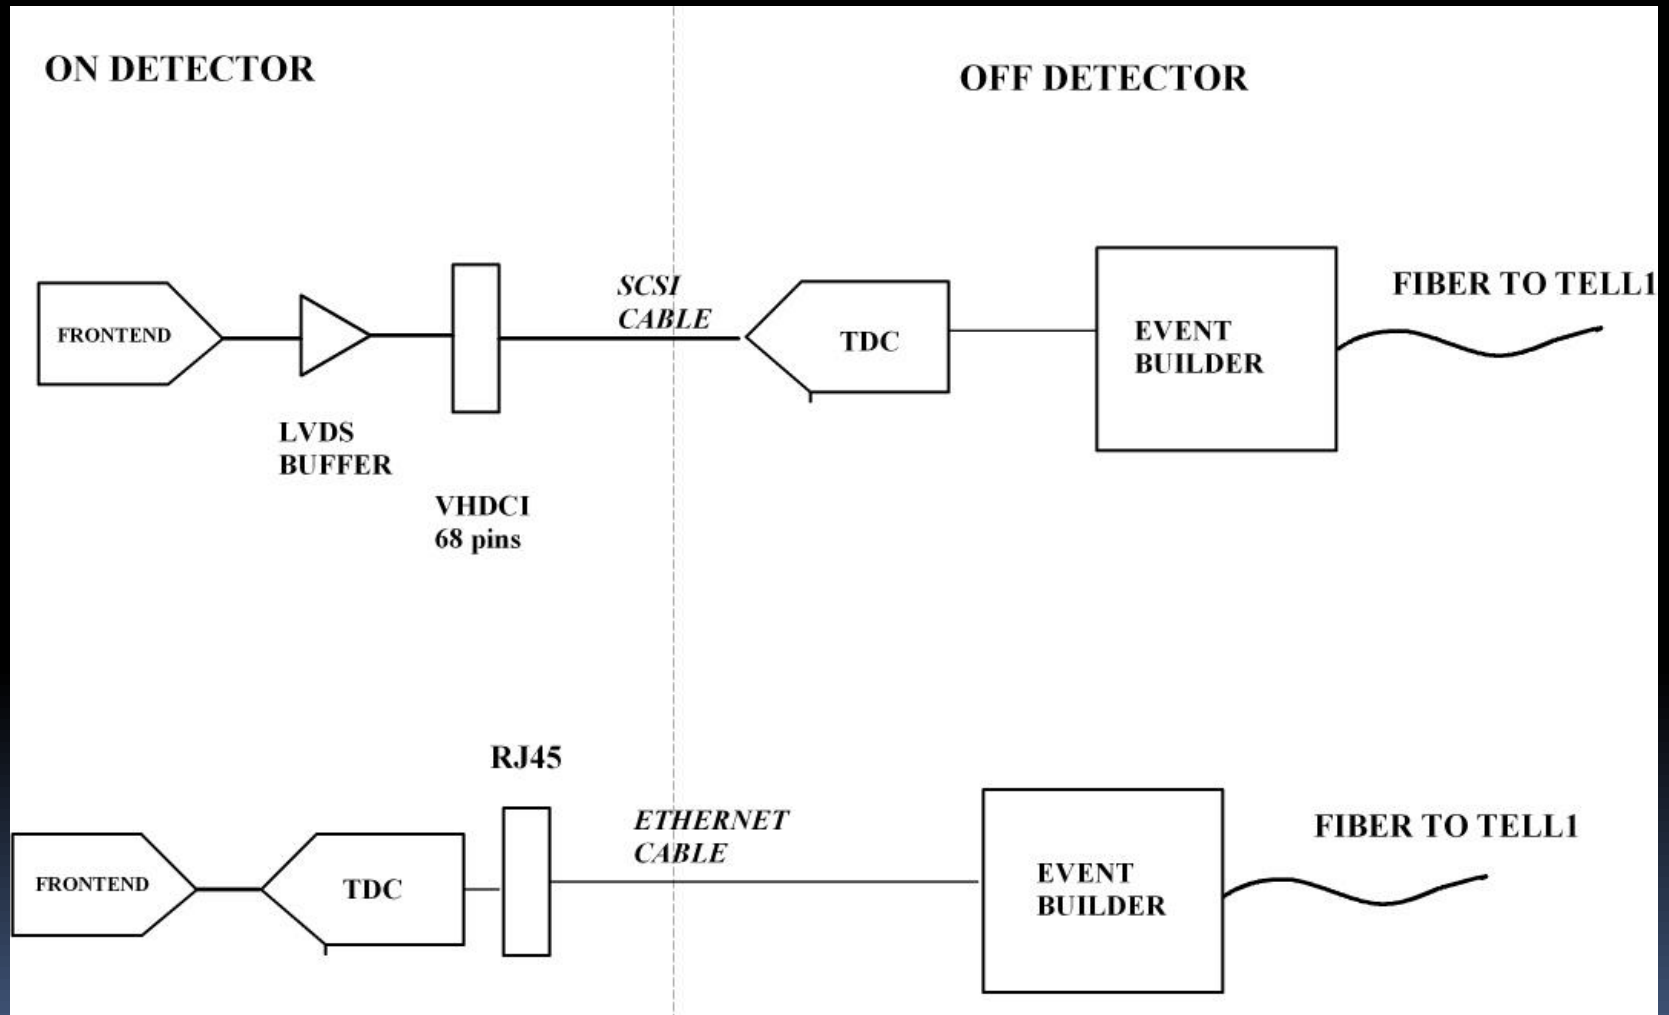 ON DETECTOR
OFF DETECTOR
FRONTEND
LVDS
BUFFER
VHDCI
68 pins
SCSI
CABLE
TDC
EVENT
BUILDER
FIBER TO TELL1
FRONTEND
TDC
RJ45
ETHERNET
CABLE
EVENT
BUILDER
FIBER TO TELL1